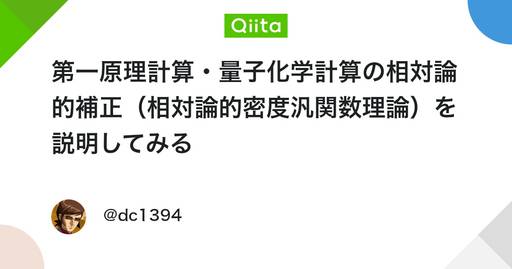 Qiita
第一原理計算・量子化学計算の相対論
的補正（相対論的密度汎関数理論）を
説明してみる
@dc1394